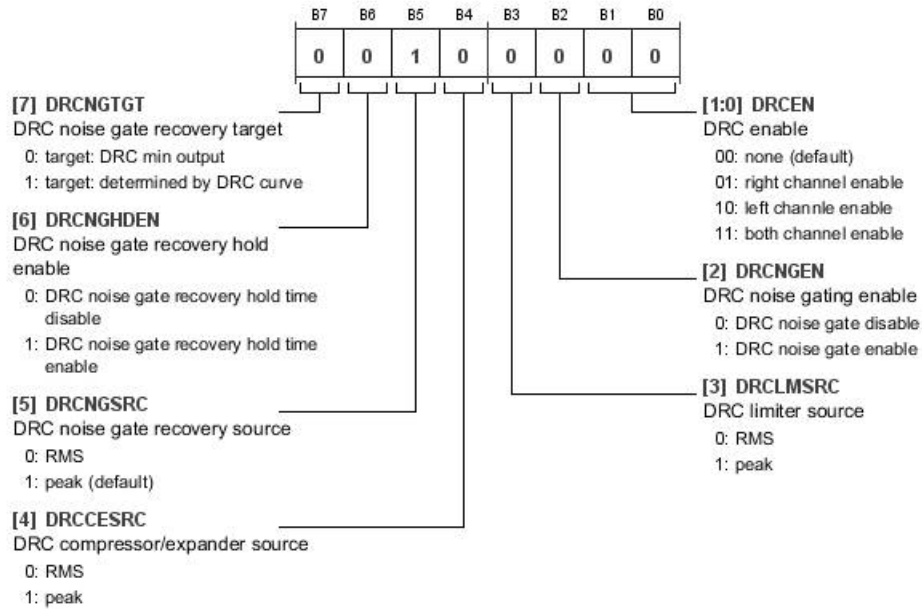 B7 B6 B5 B4 B3 B2 B1 B0
0 0 1 0 0 0 0 0
[7] DRCNGTGT
DRC noise gate recovery target
0: target: DRC min output
1: target: determined by DRC curve
[6] DRCNGHDEN
DRC noise gate recovery hold
enable
0: DRC noise gate recovery hold time
disable
1: DRC noise gate recovery hold time
enable
[5] DRCNGSRC
DRC noise gate recovery source
0: RMS
1: peak (default)
[4] DRCCESRC
DRC compressor/expander source
0: RMS
1: peak
[1:0] DRCEN
DRC enable
00: none (default)
01: right channel enable
10: left channle enable
11: both channel enable
[2] DRCNGEN
DRC noise gating enable
0: DRC noise gate disable
1: DRC noise gate enable
[3] DRCLMSRC
DRC limiter source
0: RMS
1: peak